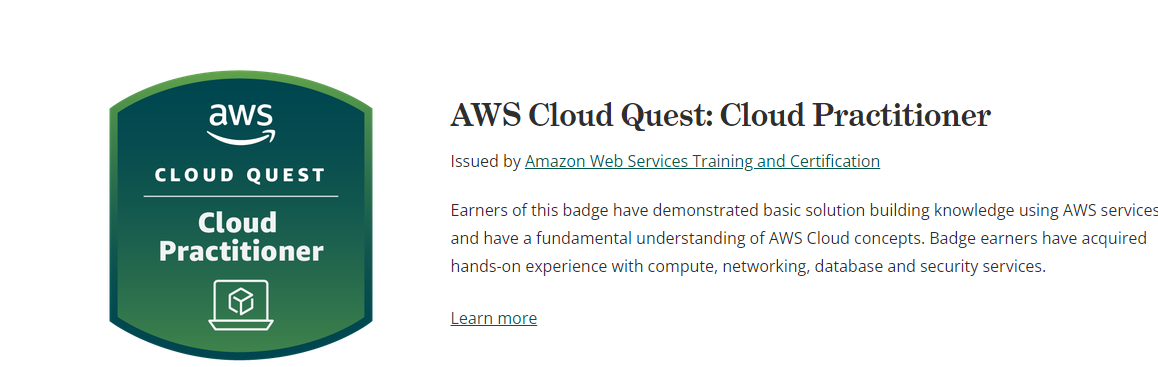 aws
CLOUD QUEST
Cloud
Practitioner
AWS Cloud Quest: Cloud Practitioner
Issued by Amazon Web Services Training and Certification
Earners of this badge have demonstrated basic solution building knowledge using AWS services
and have a fundamental understanding of AWS Cloud concepts. Badge earners have acquired
hands-on experience with compute, networking, database and security services.
Learn more